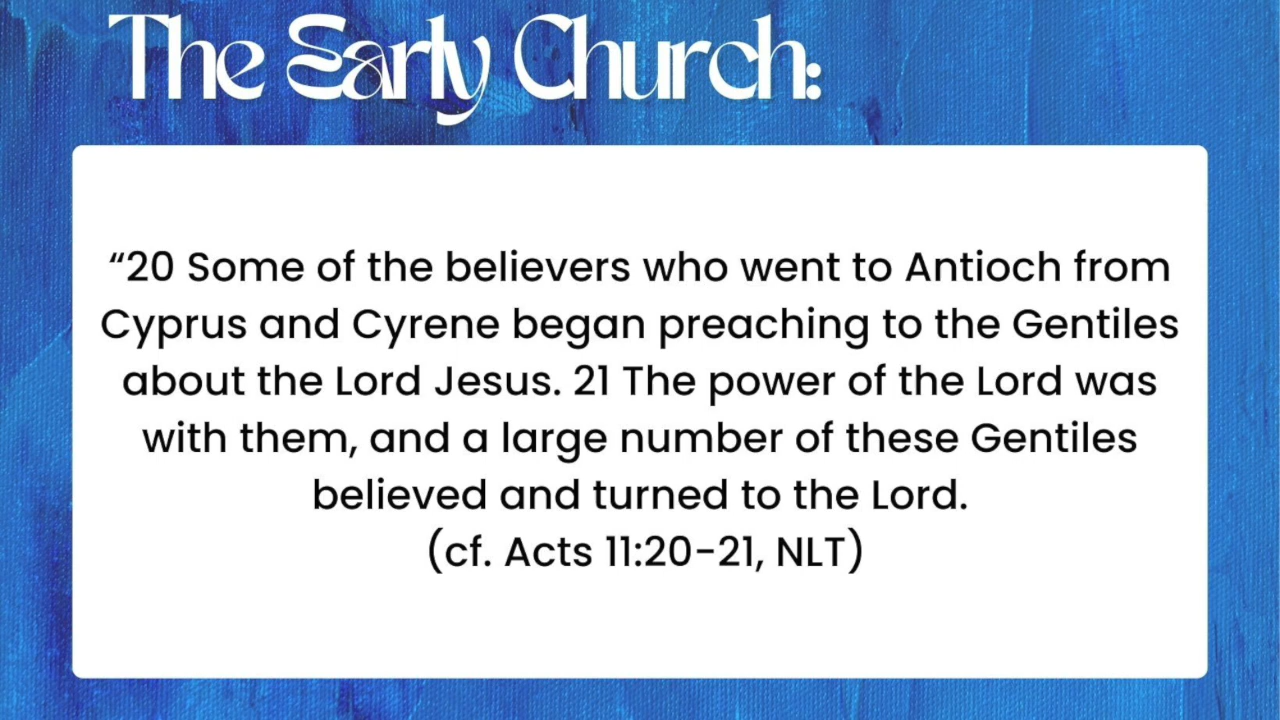 The Early Church:
“20 Some of the believers who went to Antioch from
Cyprus and Cyrene began preaching to the Gentiles
about the Lord Jesus. 21 The power of the Lord was
with them, and a large number of these Gentiles
believed and turned to the Lord.
(cf. Acts 11:20-21, NLT)